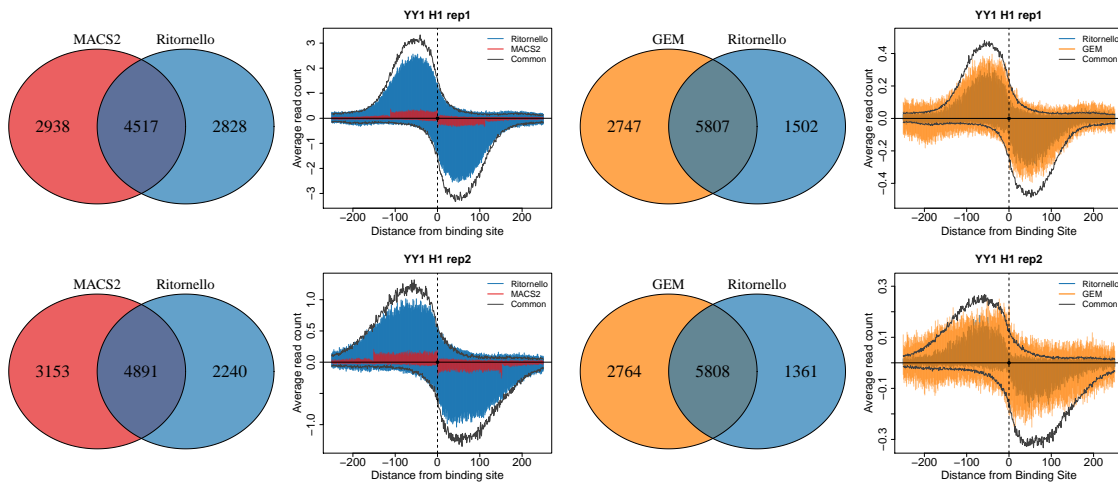 MACS2 Ritornello
2938 4517 2828
YY1 H1 rep1
Ritornello
MACS2
Common
Average read count
3
2
1
0
−1
−2
−3
−200 −100 0 100 200
Distance from binding site
GEM Ritornello
2747 5807 1502
YY1 H1 rep1
Ritornello
GEM
Common
Average read count
0.4
0.2
0.0
−0.2
−0.4
−200 −100 0 100 200
Distance from Binding Site
MACS2 Ritornello
3153 4891 2240
YY1 H1 rep2
Ritornello
MACS2
Common
Average read count
1.0
0.5
0.0
−1.0
−200 −100 0 100 200
Distance from binding site
GEM Ritornello
2764 5808 1361
YY1 H1 rep2
Ritornello
GEM
Common
Average read count
0.3
0.1
−0.1
−0.3
−200 −100 0 100 200
Distance from Binding Site